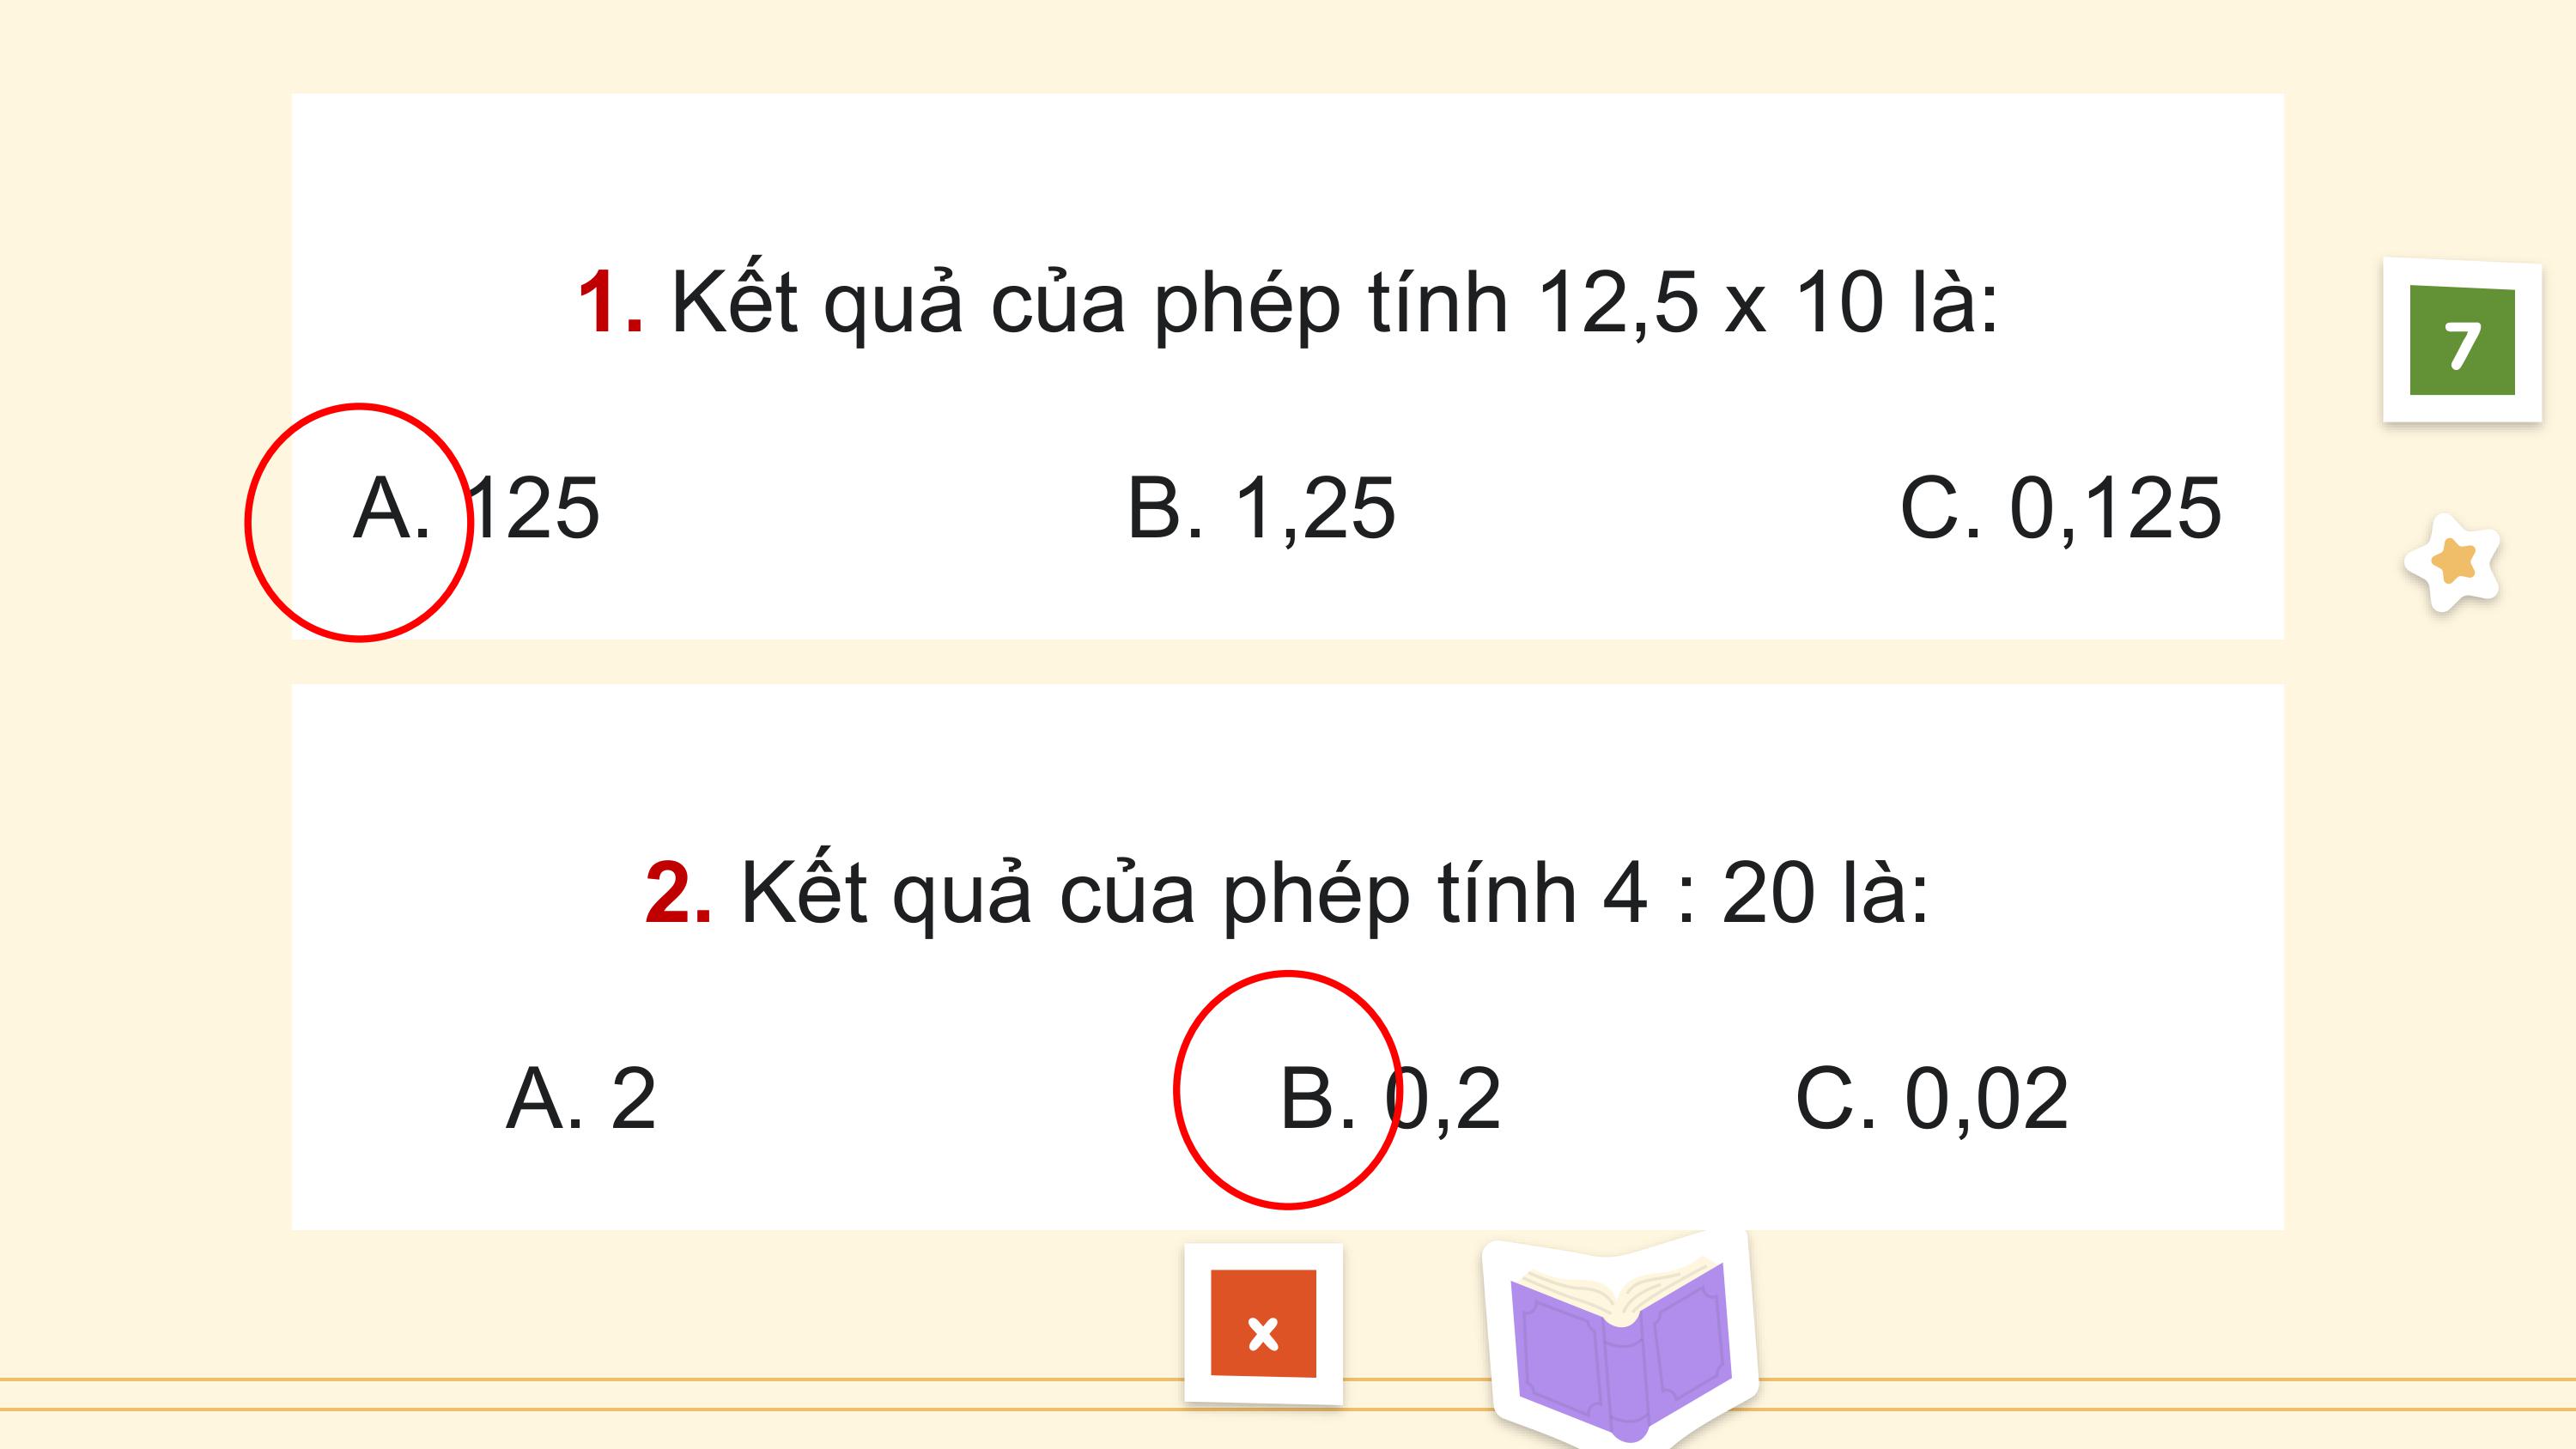 1. Kết quả của phép tính 12,5 x 10 là:
A. 125 B. 1,25 C. 0,125
7
2. Kết quả của phép tính 4 : 20 là:
A. 2 B. 0,2 C. 0,02
x